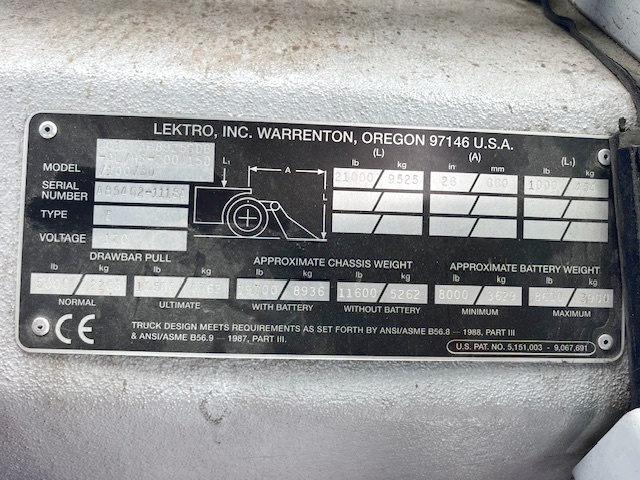 LEKTRO, INC. WARRENTON, OREGON 97146 U.S.A.
(L) (A) (L1)
lb kg in mm lb kg
MODEL
21000 9525 26 660
SERIAL NUMBER
L1 A L
TYPE E
VOLTAGE
DRAWBAR PULL APPROXIMATE CHASSIS WEIGHT APPROXIMATE BATTERY WEIGHT
lb kg lb kg lb kg lb kg lb kg lb kg
8936 11600 5262 8000 3629
NORMAL ULTIMATE WITH BATTERY WITHOUT BATTERY MINIMUM MAXIMUM
CE TRUCK DESIGN MEETS REQUIREMENTS AS SET FORTH BY ANSI/ASME B56.8 — 1988, PART III
& ANSI/ASME B56.9 — 1987, PART III.
U.S. PAT. NO. 5,151,003 - 9,067,691